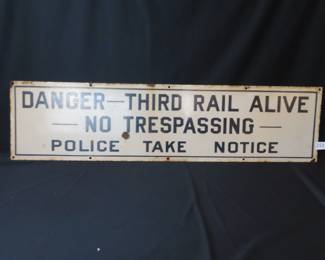 DANGER—THIRD RAIL ALIVE
— NO TRESPASSING —
POLICE TAKE NOTICE